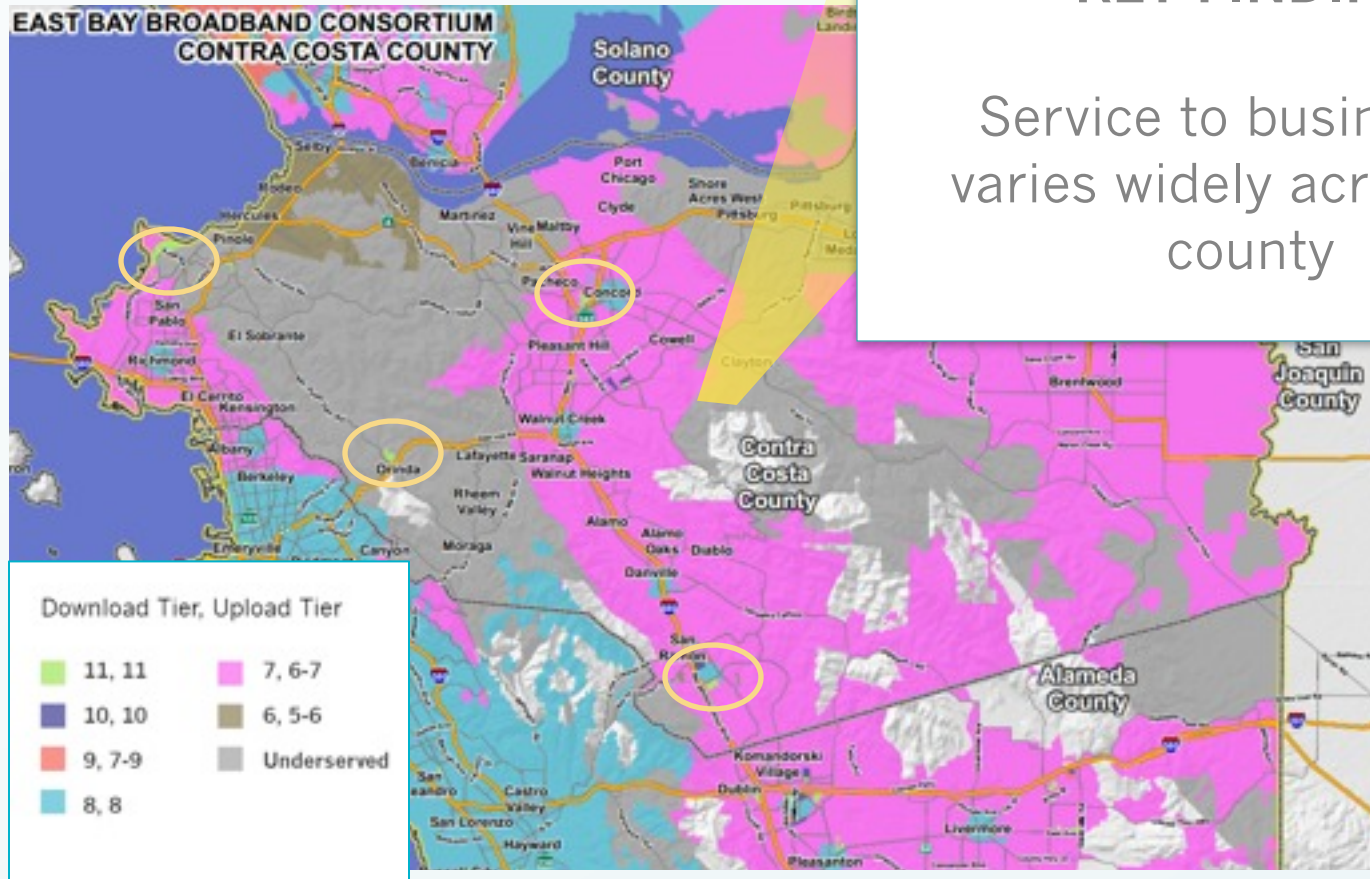 EAST BAY BROADBAND CONSORTIUM
CONTRA COSTA COUNTY
Solano
County
Service to busin
varies widely acr
county
Selby
Benicia
Rodeo
Hercules
Pinole
Martinez
Port
Chicago
Clyde
Shore
Acres West
Pittsburg
Pittsburg
Vine
Hill
Maltby
Pacheco
Concord
San
Pablo
El Sobrante
Richmond
Pleasant Hill
Cowell
Clayton
Brentwood
San
Joaquin
County
El Cerrito
Kensington
Walnut Creek
Albany
Berkeley
Orinda
Lafayette
Saranap
Walnut Heights
Contra
Costa
County
Rheem
Valley
Alamo
Alamo
Oaks
Diablo
Emeryville
Canyon
Moraga
Danville
San
Ramon
Alameda
County
Download Tier, Upload Tier
11, 11
7, 6-7
10, 10
6, 5-6
9, 7-9
Underserved
8, 8
Komandorski
Village
Dublin
San
eandro
Castro
Valley
San Lorenzo
Hayward
Livermore
Pleasanton